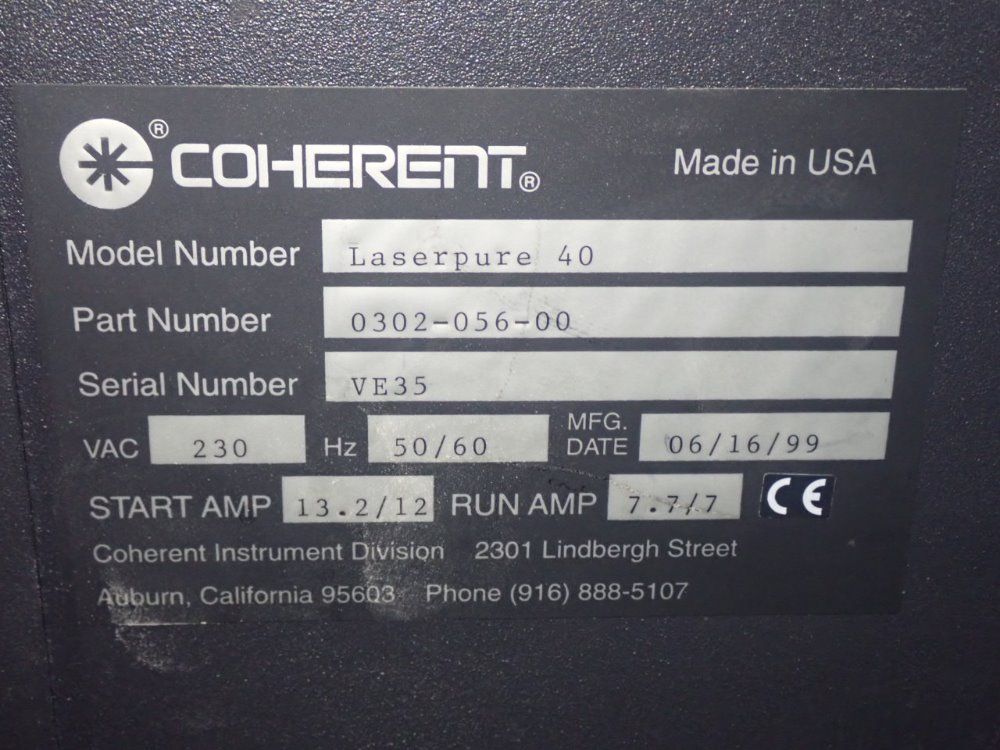 ® COHERENT® Made in USA
Model Number Laserpure 40
Part Number 0302-056-00
Serial Number VE35
VAC 230 Hz 50/60 MFG. DATE 06/16/99
START AMP 13.2/12 RUN AMP 7.7/7 CE
Coherent Instrument Division 2301 Lindbergh Street
Auburn, California 95603 Phone (916) 888-5107